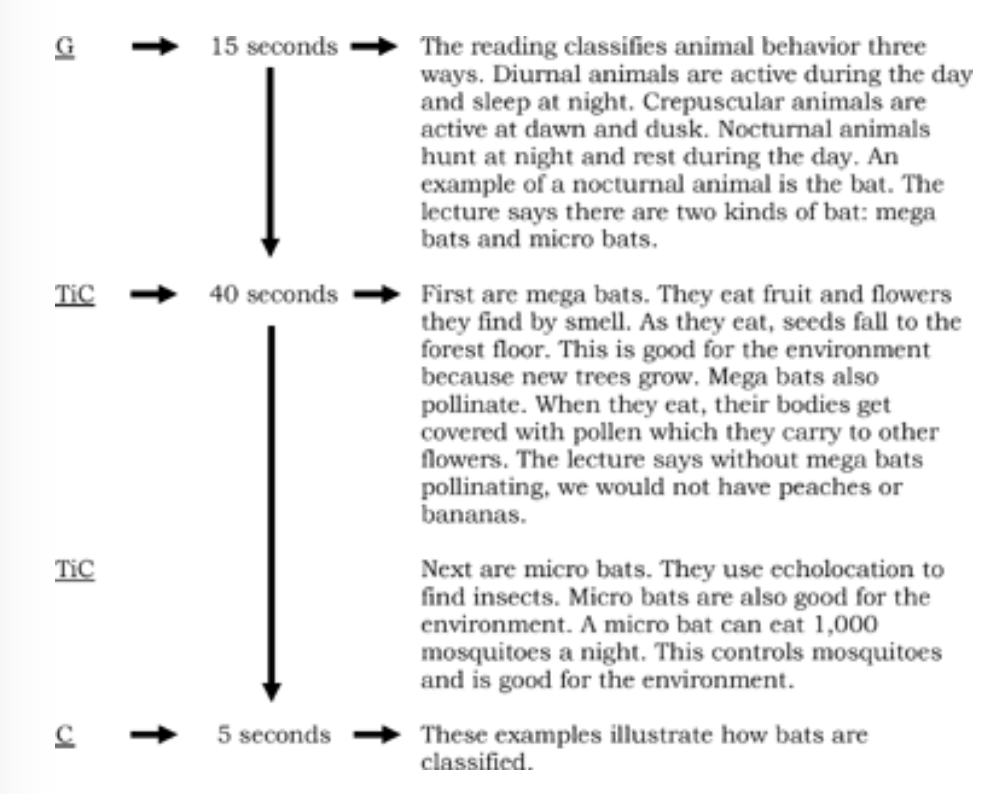 G 15 seconds The reading classifies animal behavior three
ways. Diurnal animals are active during the day
and sleep at night. Crepuscular animals are
active at dawn and dusk. Nocturnal animals
hunt at night and rest during the day. An
example of a nocturnal animal is the bat. The
lecture says there are two kinds of bat: mega
bats and micro bats.
TiC 40 seconds First are mega bats. They eat fruit and flowers
they find by smell. As they eat, seeds fall to the
forest floor. This is good for the environment
because new trees grow. Mega bats also
pollinate. When they eat, their bodies get
covered with pollen which they carry to other
flowers. The lecture says without mega bats
pollinating, we would not have peaches or
bananas.
TiC Next are micro bats. They use echolocation to
find insects. Micro bats are also good for the
environment. A micro bat can eat 1,000
mosquitoes a night. This controls mosquitoes
and is good for the environment.
C 5 seconds These examples illustrate how bats are
classified.